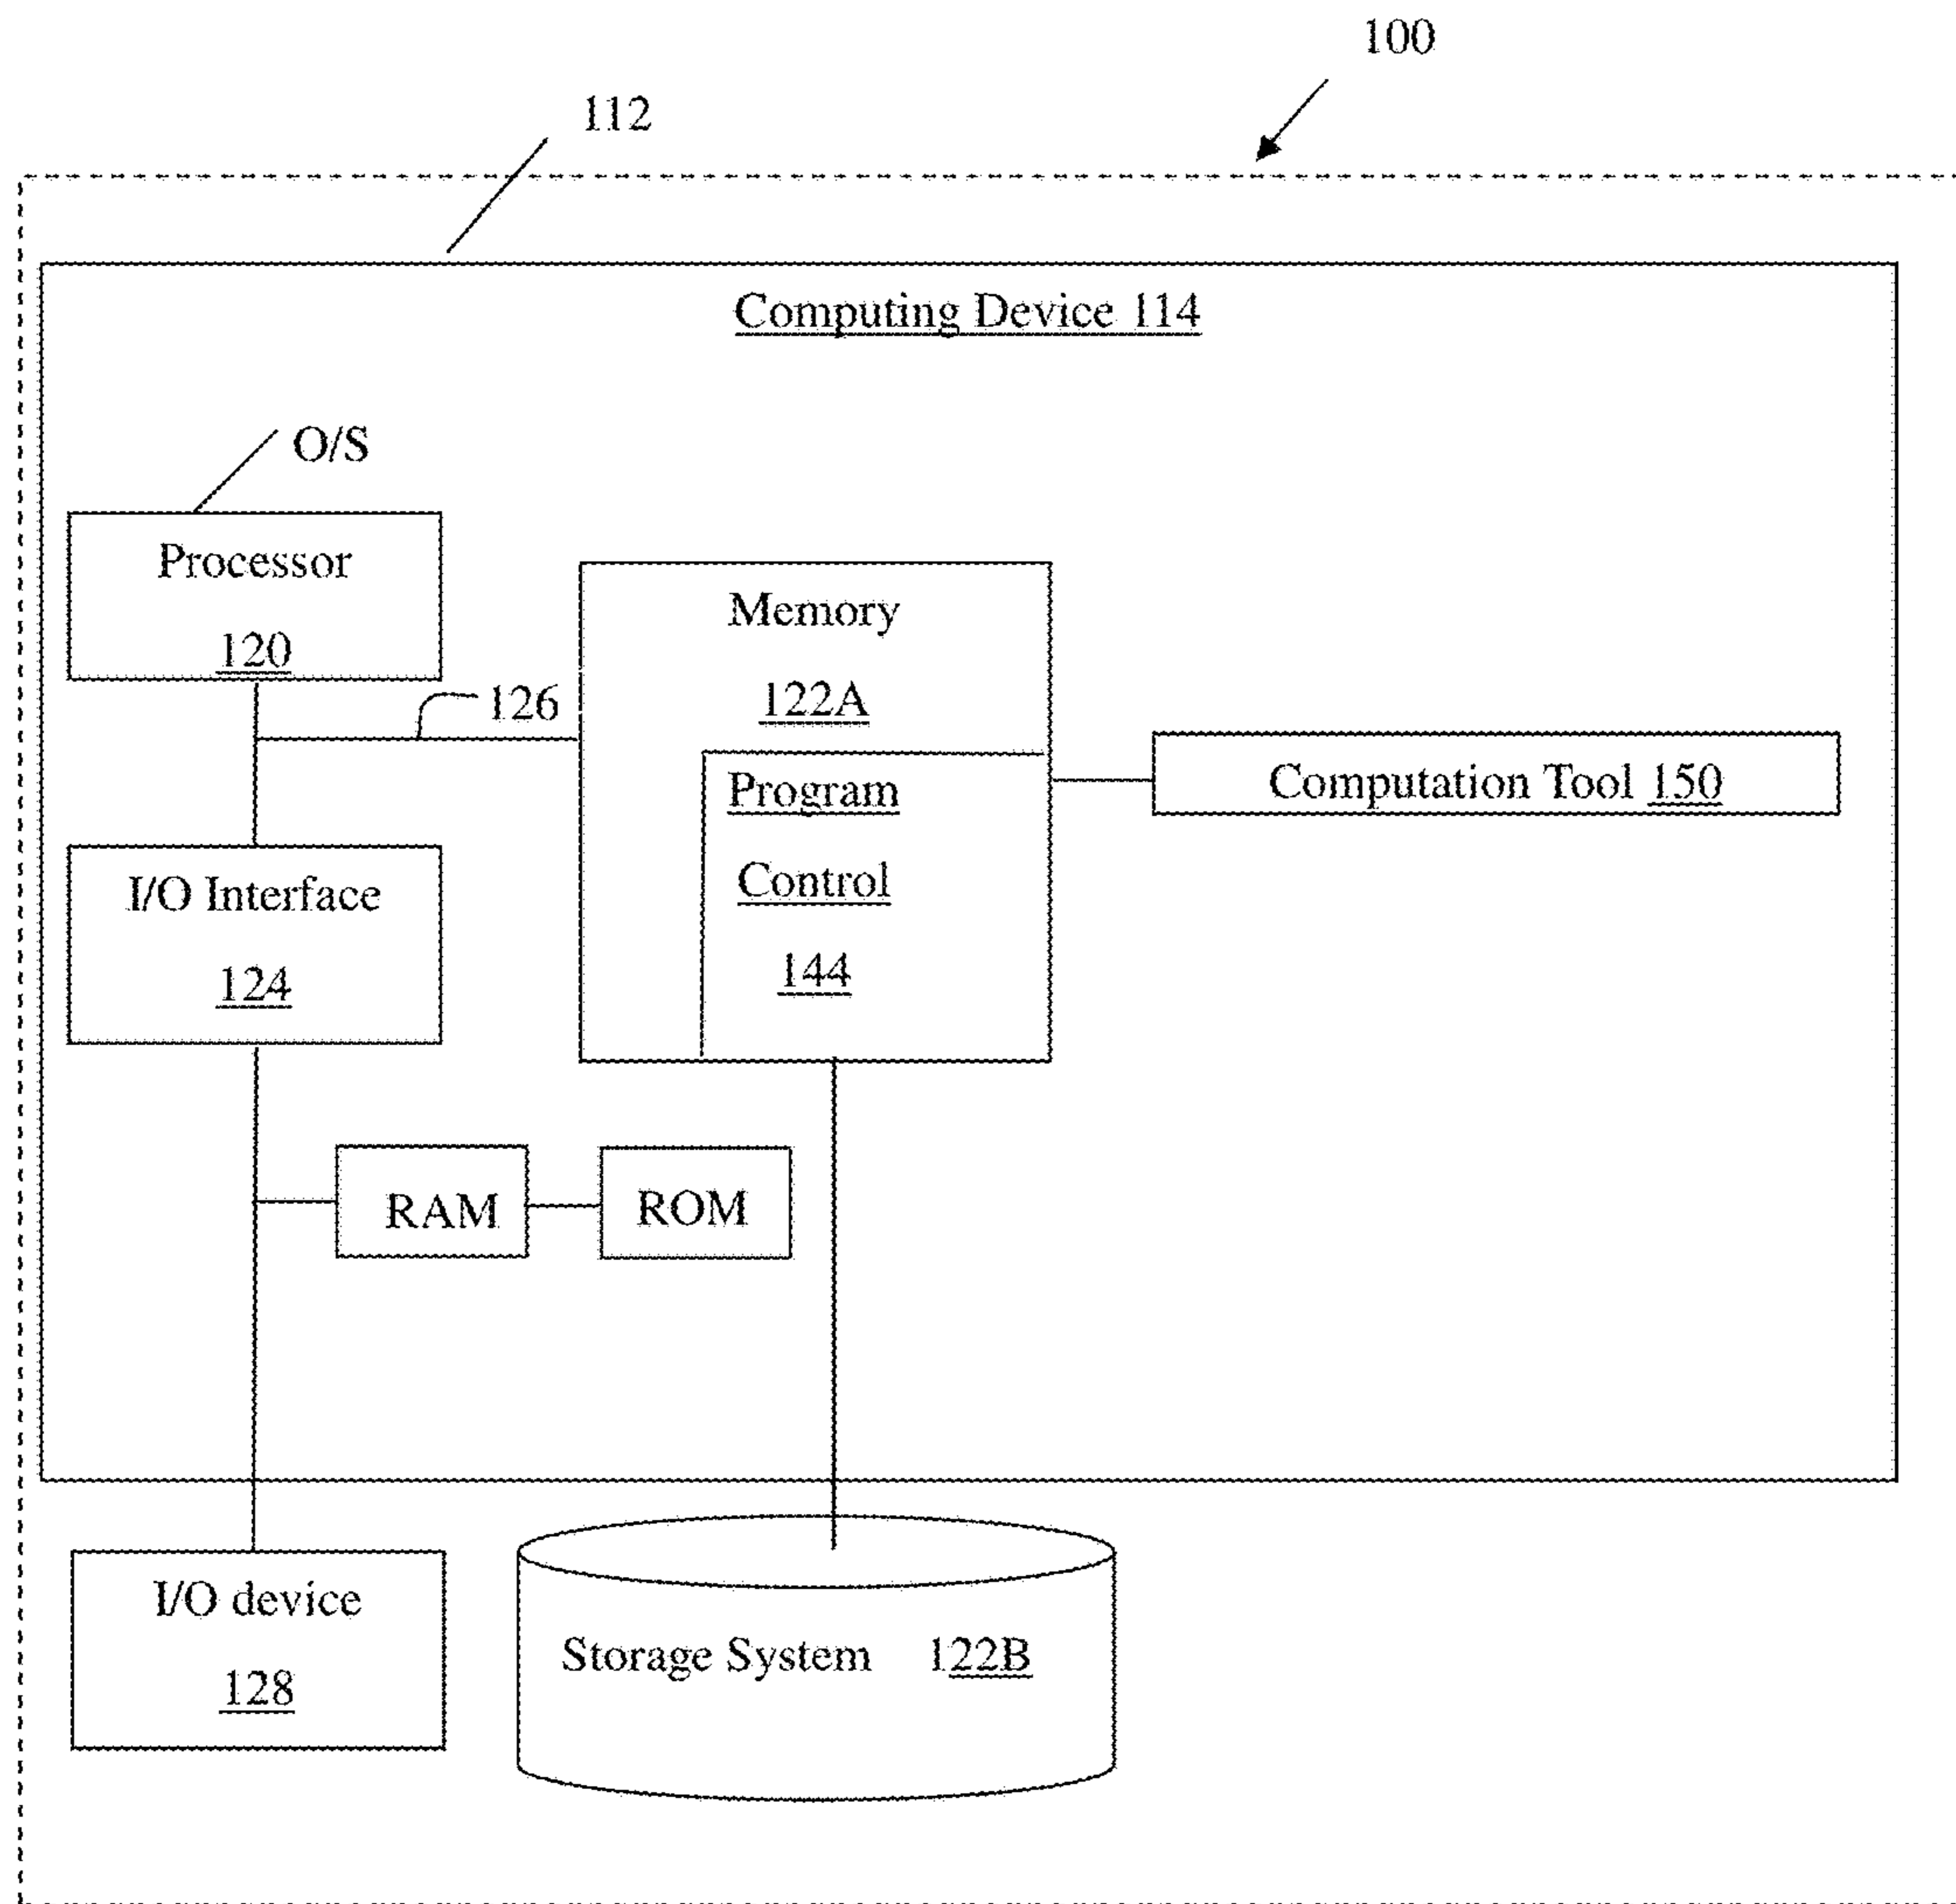 100
112
Computing Device 114
O/S
Processor
120
126
Memory
122A
Program
Control
144
Computation Tool 150
I/O Interface
124
RAM
ROM
I/O device
128
Storage System 122B